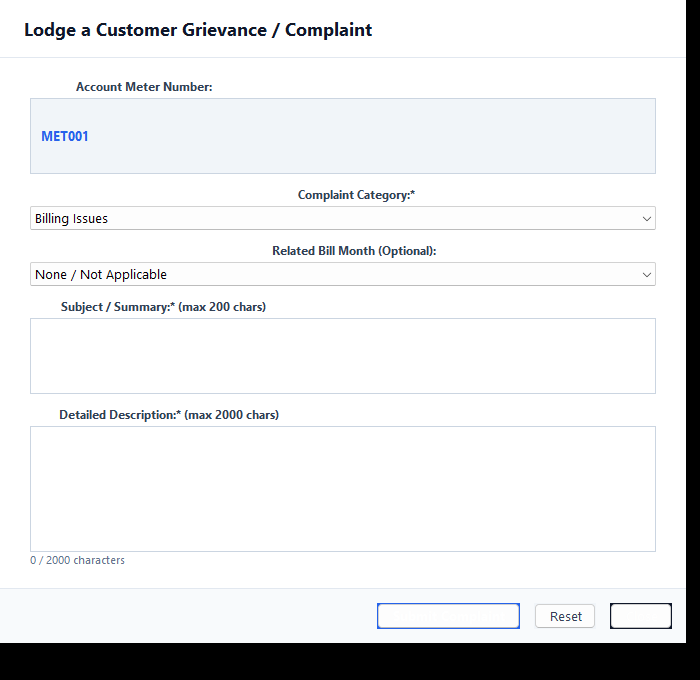 Lodge a Customer Grievance / Complaint
Account Meter Number:
MET001
Complaint Category:*
Billing Issues
Related Bill Month (Optional):
None / Not Applicable
Subject / Summary:* (max 200 chars)
Detailed Description:* (max 2000 chars)
0 / 2000 characters
Reset